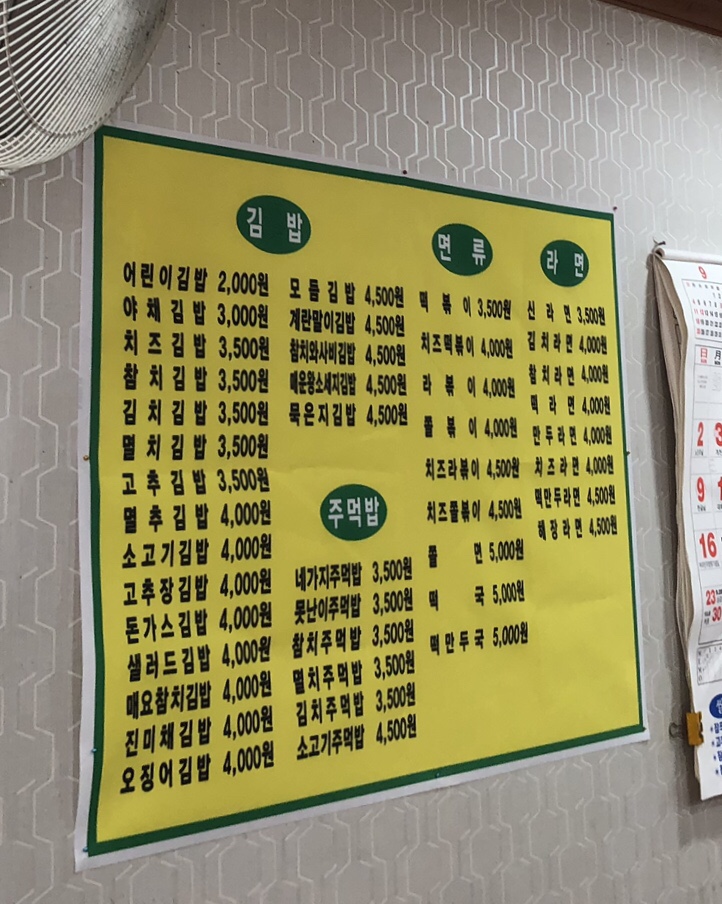 김밥
어린이김밥 2,000원
야채김밥 3,000원
치즈김밥 3,500원
참치김밥 3,500원
김치김밥 3,500원
멸치김밥 3,500원
고추김밥 3,500원
멸추김밥 4,000원
소고기김밥 4,000원
고추장김밥 4,000원
돈가스김밥 4,000원
샐러드김밥 4,000원
매요참치김밥 4,000원
진미채김밥 4,000원
오징어김밥 4,000원
모듬김밥 4,500원
계란말이김밥 4,500원
참치와사비김밥 4,500원
매운왕소세지김밥 4,500원
묵은지김밥 4,500원
주먹밥
네가지주먹밥 3,500원
못난이주먹밥 3,500원
참치주먹밥 3,500원
멸치주먹밥 3,500원
김치주먹밥 3,500원
소고기주먹밥 4,500원
면류
떡볶이 3,500원
치즈떡볶이 4,000원
라볶이 4,000원
쫄볶이 4,000원
치즈라볶이 4,500원
치즈쫄볶이 4,500원
쫄면 5,000원
떡국 5,000원
떡만두국 5,000원
라면
신라면 3,500원
김치라면 4,000원
참치라면 4,000원
떡라면 4,000원
만두라면 4,000원
치즈라면 4,000원
떡만두라면 4,500원
해장라면 4,500원
9
日 月
2 3
9
16
23
30